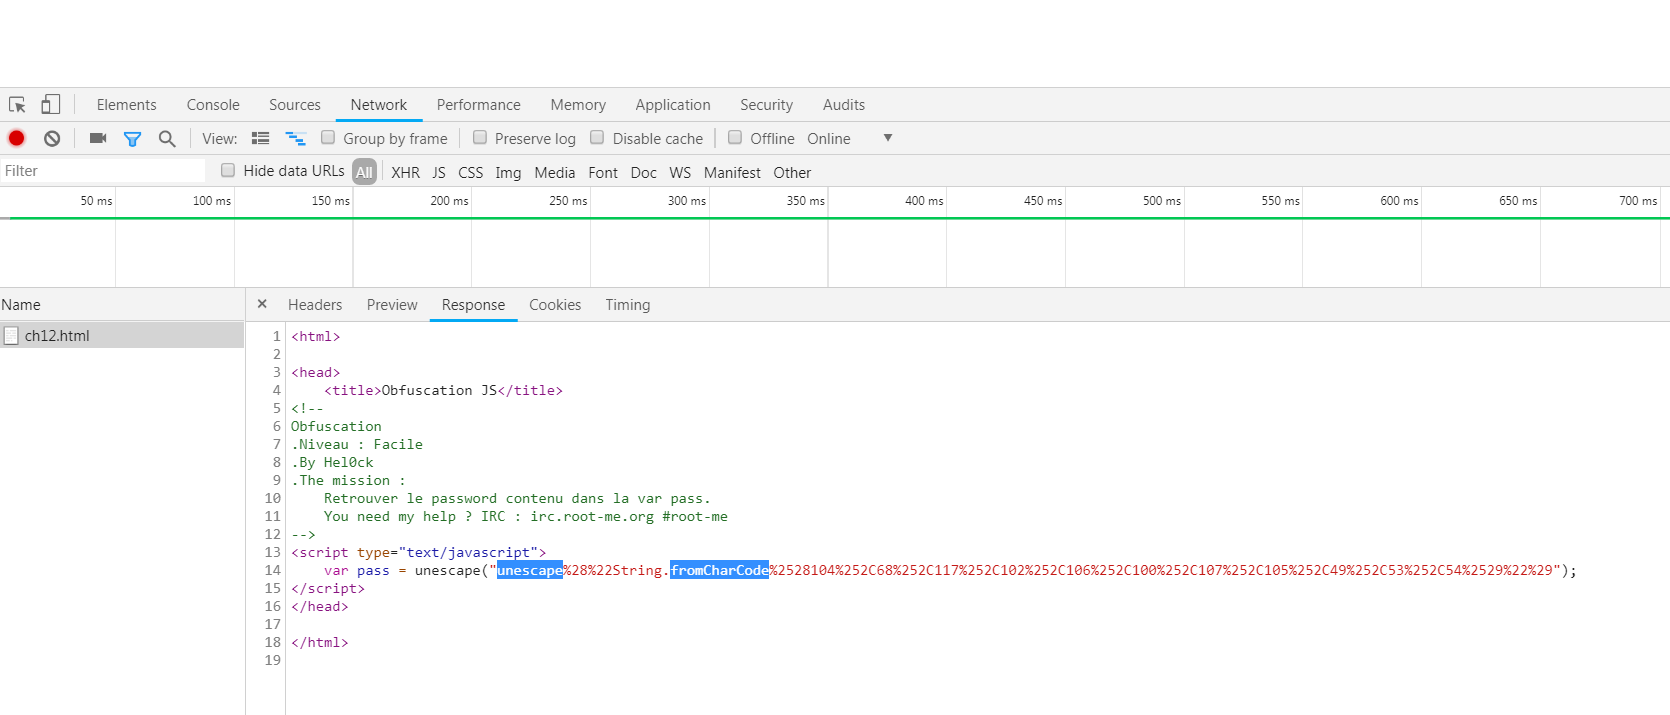 Elements Console Sources Network Performance Memory Application Security Audits
View: Group by frame Preserve log Disable cache Offline Online
Filter Hide data URLs All XHR JS CSS Img Media Font Doc WS Manifest Other
50 ms 100 ms 150 ms 200 ms 250 ms 300 ms 350 ms 400 ms 450 ms 500 ms 550 ms 600 ms 650 ms 700 ms
Name
ch12.html
× Headers Preview Response Cookies Timing
1 <html>
2
3 <head>
4     <title>Obfuscation JS</title>
5 <!--
6 Obfuscation
7 .Niveau : Facile
8 .By Hel0ck
9 .The mission :
10     Retrouver le password contenu dans la var pass.
11     You need my help ? IRC : irc.root-me.org #root-me
12 -->
13 <script type="text/javascript">
14     var pass = unescape("unescape%28%22String.fromCharCode%2528104%252C68%252C117%252C102%252C106%252C100%252C107%252C105%252C49%252C53%252C54%2529%22%29");
15 </script>
16 </head>
17
18 </html>
19